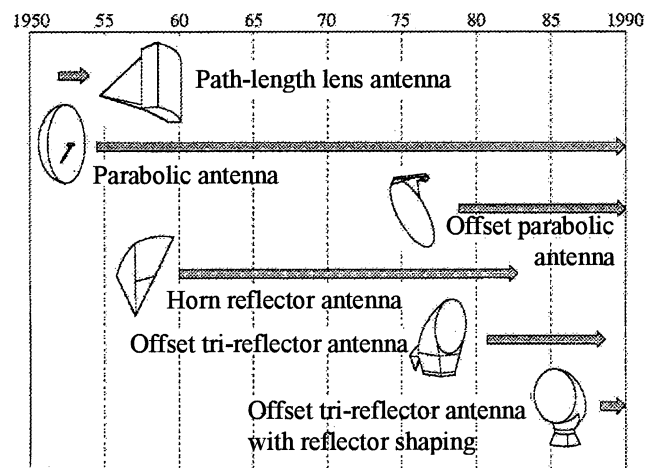 1950 55 60 65 70 75 80 85 1990
Path-length lens antenna
Parabolic antenna
Offset parabolic
antenna
Horn reflector antenna
Offset tri-reflector antenna
Offset tri-reflector antenna
with reflector shaping